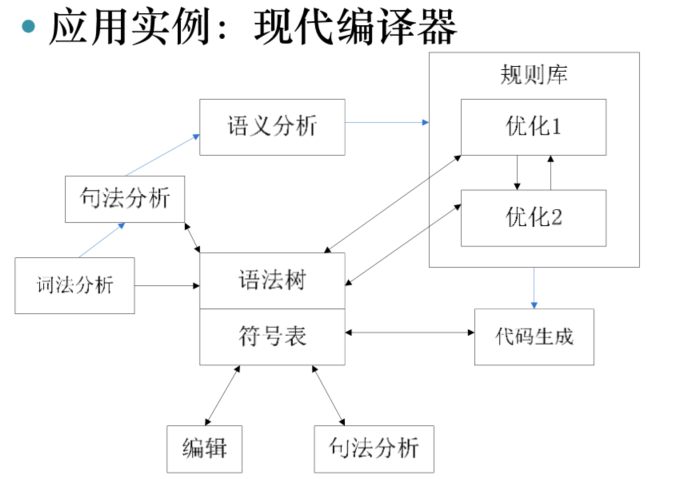 • 应用实例：现代编译器
规则库
语义分析
优化1
句法分析
优化2
词法分析
语法树
符号表
代码生成
编辑
句法分析